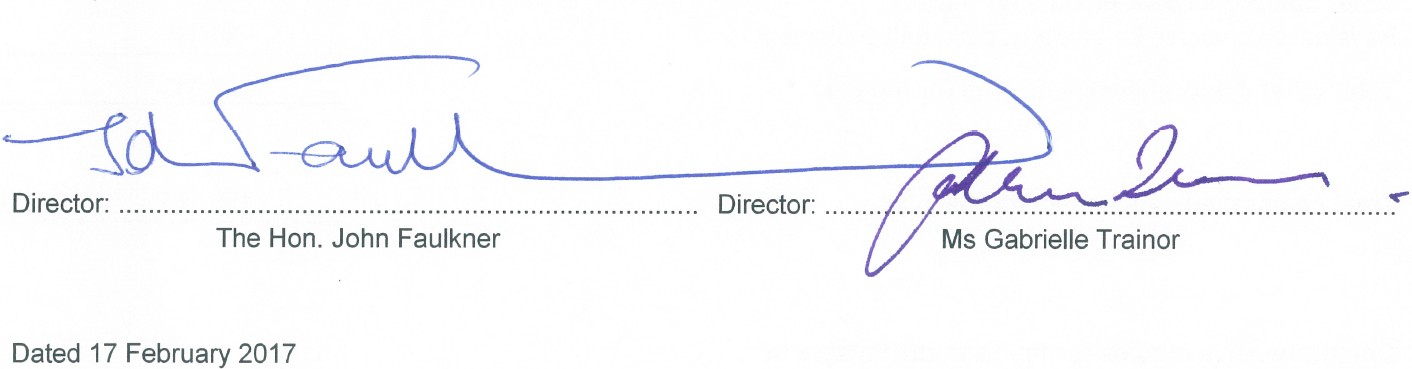 Director: ................................................ Director: ................................................
The Hon. John Faulkner Ms Gabrielle Trainor
Dated 17 February 2017